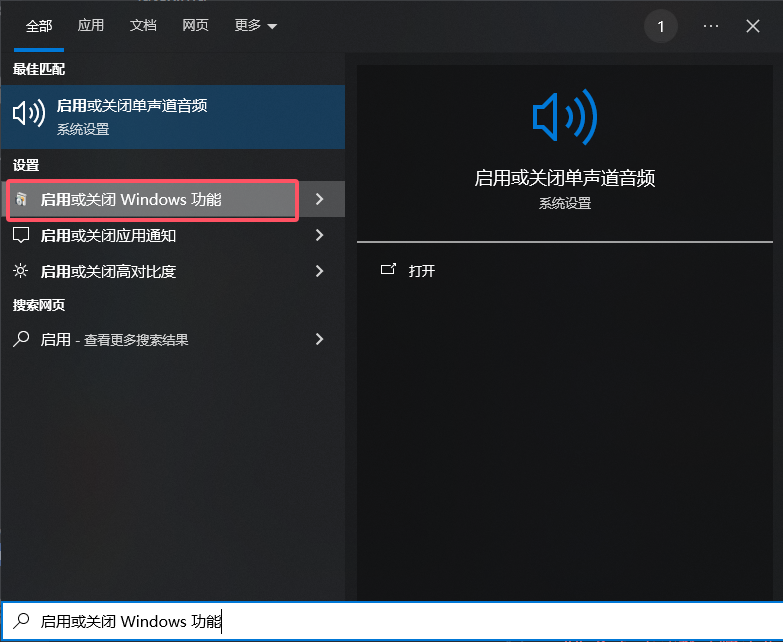 全部 应用 文档 网页 更多 1 ···
最佳匹配
启用或关闭单声道音频
系统设置
设置
启用或关闭 Windows 功能
启用或关闭应用通知
启用或关闭高对比度
搜索网页
启用 - 查看更多搜索结果
启用或关闭单声道音频
系统设置
打开
启用或关闭 Windows 功能